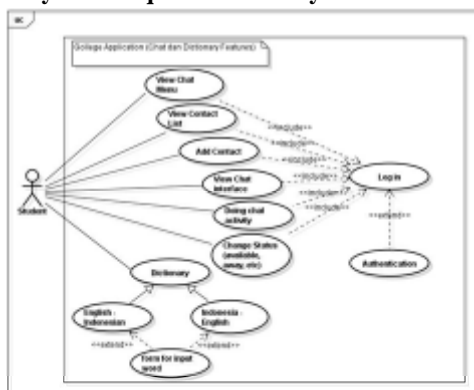 uc
College Application (Chat dan Dictionary Features)
View Chat
Menu
View Contact
List
Add Contact
View Chat
interface
Doing chat
activity
Change Status
(available,
away, etc)
Student
Log in
Authentication
Dictionary
English -
Indonesian
Indonesia -
English
form for input
word
<<include>>
<<include>>
<<include>>
<<include>>
<<include>>
<<include>>
<<extend>>
<<extend>>
<<extend>>